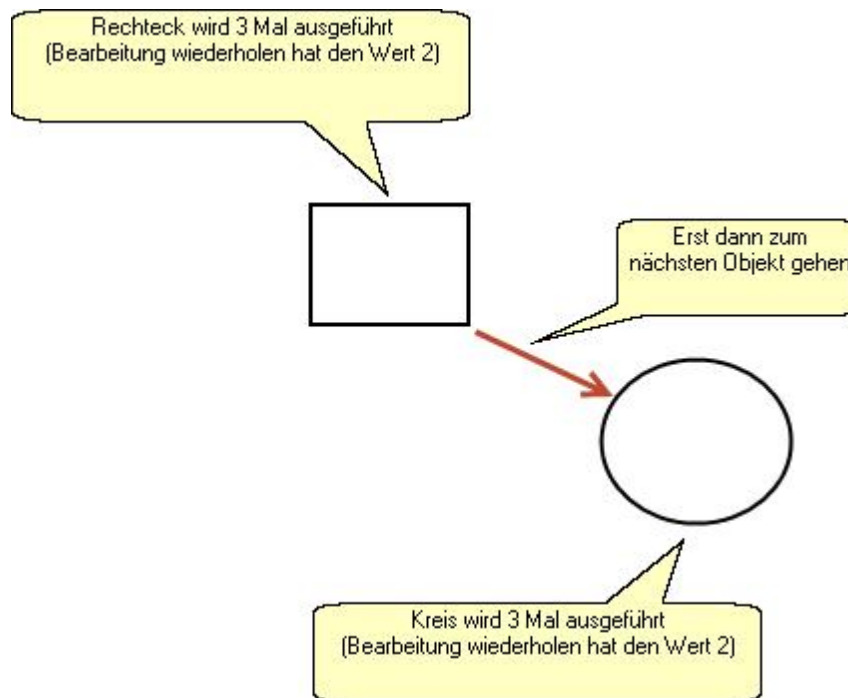 Rechteck wird 3 Mal ausgeführt
(Bearbeitung wiederholen hat den Wert 2)
Erst dann zum
nächsten Objekt gehen
Kreis wird 3 Mal ausgeführt
(Bearbeitung wiederholen hat den Wert 2)